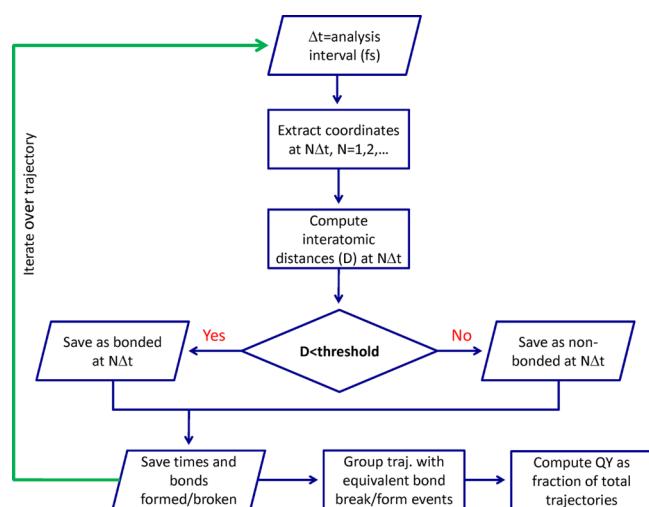 Δt=analysis
interval (fs)
Extract coordinates
at NΔt, N=1,2,...
Compute
interatomic
distances (D) at NΔt
Iterate over trajectory
Yes
No
D<threshold
Save as bonded
at NΔt
Save as non-
bonded at NΔt
Save times and
bonds
formed/broken
Group traj. with
equivalent bond
break/form events
Compute QY as
fraction of total
trajectories